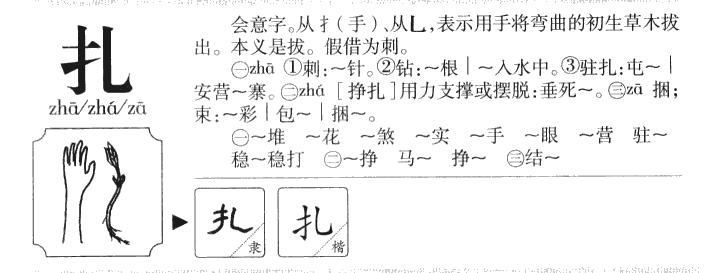 扎
zhā/zhá/zā
会意字。从扌(手)、从乚,表示用手将弯曲的初生草木拔
出。本义是拔。假借为刺。
㊀zhā ①刺:～针。②钻:～根｜～入水中。③驻扎:屯～｜
安营～寨。㊁zhá [挣扎]用力支撑或摆脱:垂死～。㊂zā 捆;
束:～彩｜包～｜捆～。
㊀～堆 ～花 ～煞 ～实 ～手 ～眼 ～营 驻～
稳～稳打 ㊁～挣 马～ 挣～ ㊂结～
扎 隶
扎 楷